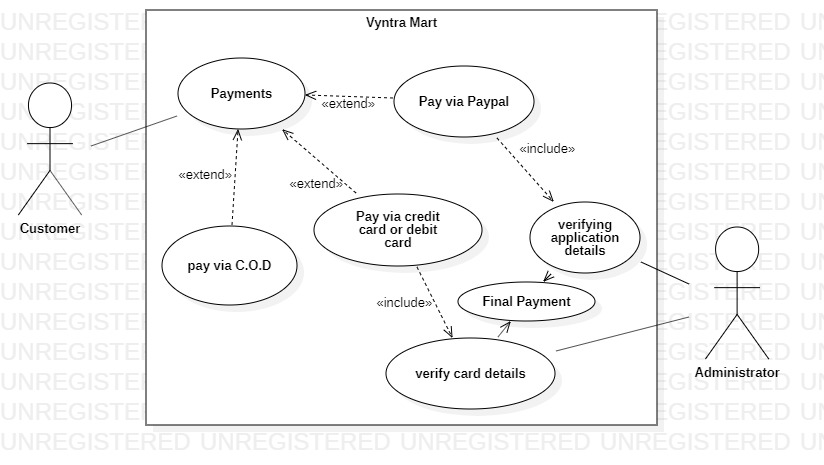 Vyntra Mart
Payments
«extend»
Pay via Paypal
«include»
«extend»
«extend»
Customer
pay via C.O.D
Pay via credit
card or debit
card
verifying
application
details
«include»
Final Payment
verify card details
Administrator
UNREGISTERED UNREGISTERED UNREGISTERED UNREGISTERED